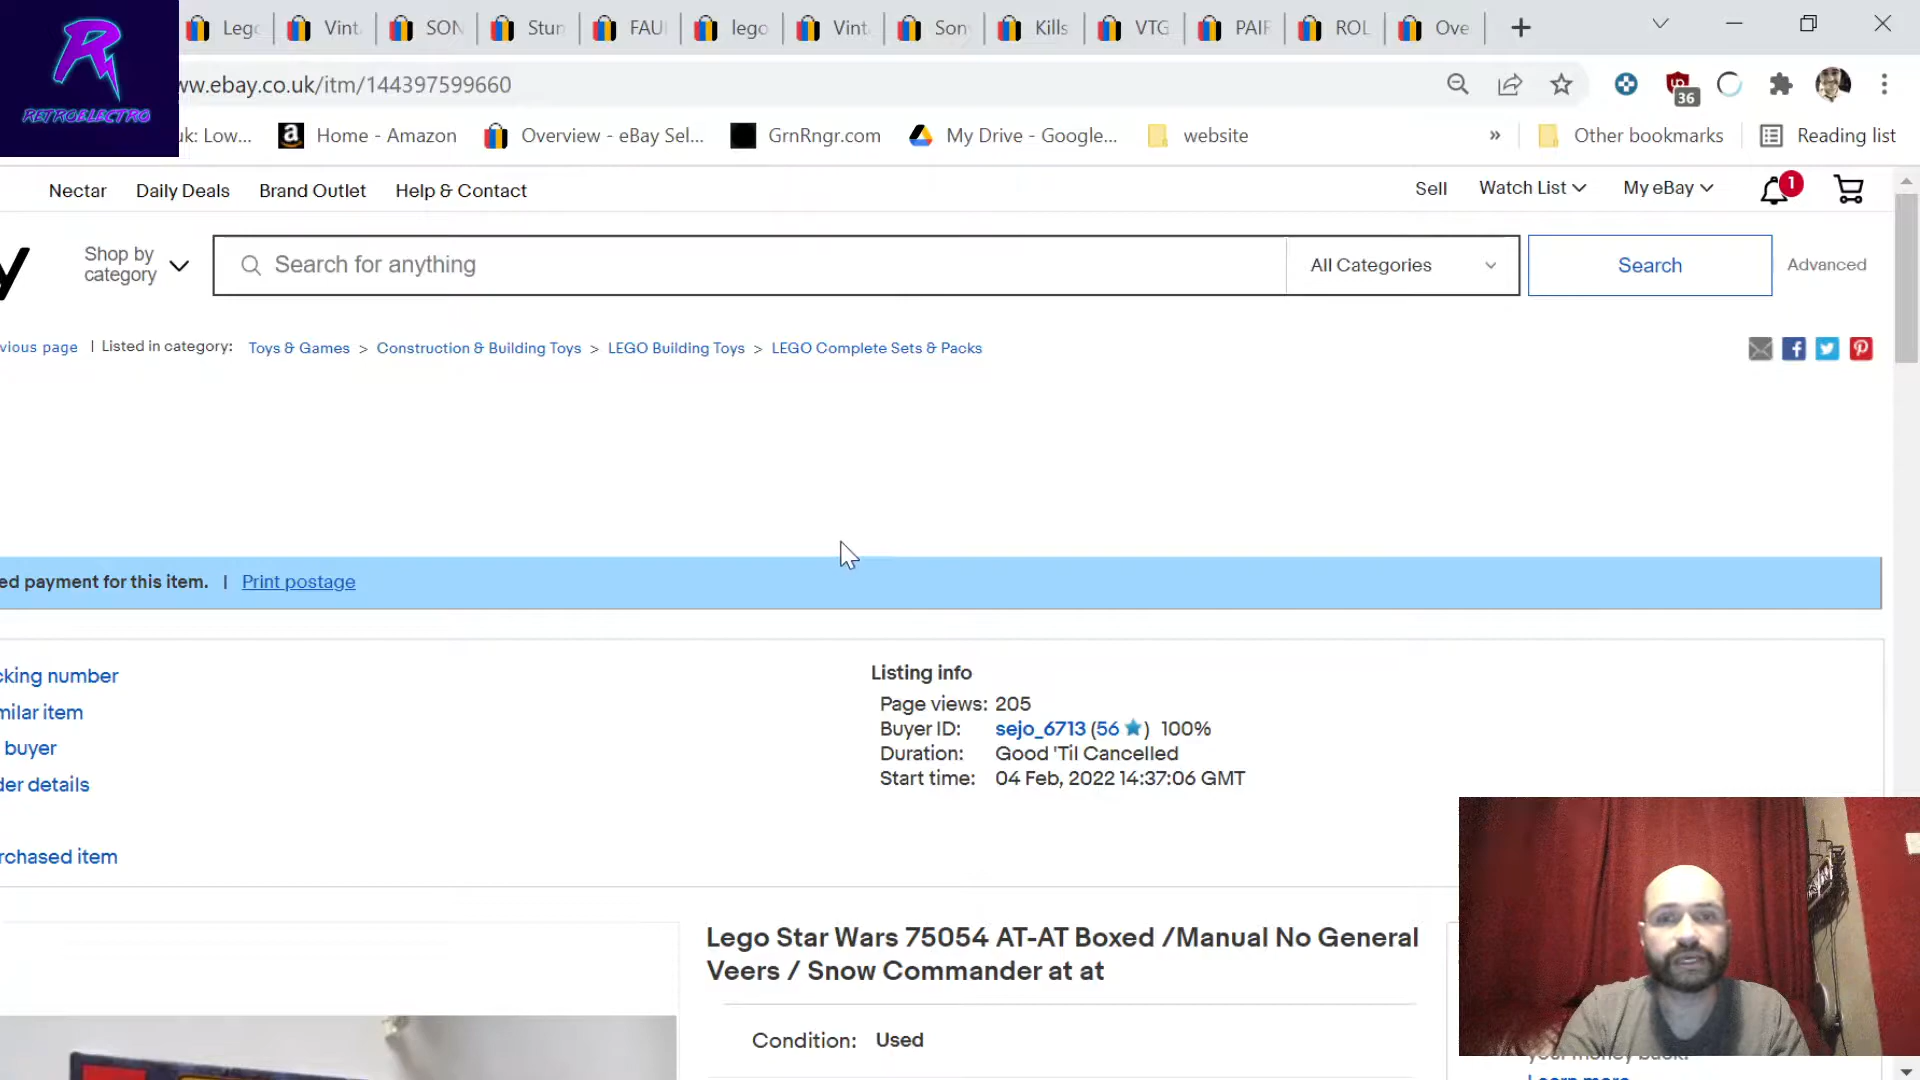 Lego
Vint
SON
Stun
FAUL
lego
Vint
Sony
Kills
VTG
PAIR
ROL
Ove
ww.ebay.co.uk/itm/144397599660
36
RETROELECTRO
uk: Low...
Home - Amazon
Overview - eBay Sel...
GrnRngr.com
My Drive - Google...
website
»
Other bookmarks
Reading list
Nectar
Daily Deals
Brand Outlet
Help & Contact
Sell
Watch List
My eBay
1
Shop by
category
Search for anything
All Categories
Search
Advanced
vious page | Listed in category: Toys & Games > Construction & Building Toys > LEGO Building Toys > LEGO Complete Sets & Packs
ed payment for this item. | Print postage
cking number
milar item
buyer
der details
rchased item
Listing info
Page views: 205
Buyer ID: sejo_6713 (56 ) 100%
Duration: Good 'Til Cancelled
Start time: 04 Feb, 2022 14:37:06 GMT
Lego Star Wars 75054 AT-AT Boxed /Manual No General
Veers / Snow Commander at at
Condition: Used